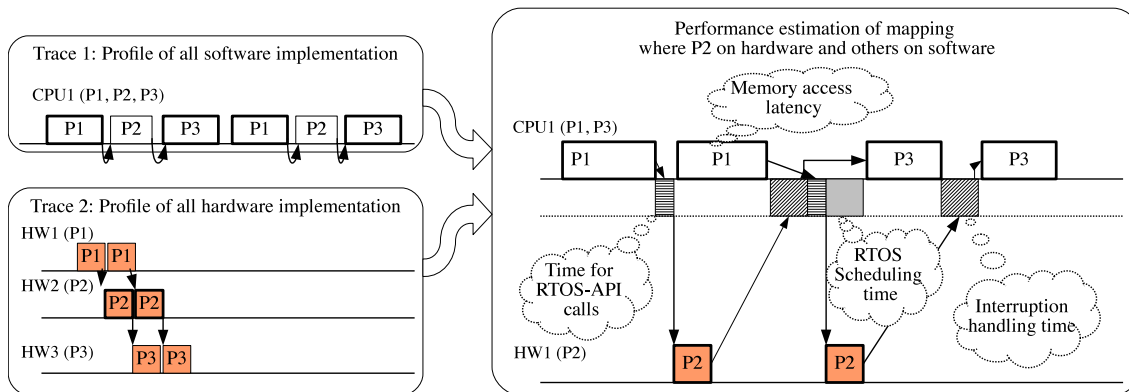 Trace 1: Profile of all software implementation
CPU1 (P1, P2, P3)
P1 P2 P3 P1 P2 P3
Trace 2: Profile of all hardware implementation
HW1 (P1)
P1 P1
HW2 (P2)
P2 P2
HW3 (P3)
P3 P3
Performance estimation of mapping
where P2 on hardware and others on software
Memory access
latency
CPU1 (P1, P3)
P1 P1 P3 P3
Time for
RTOS-API
calls
RTOS
Scheduling
time
Interruption
handling time
HW1 (P2)
P2 P2